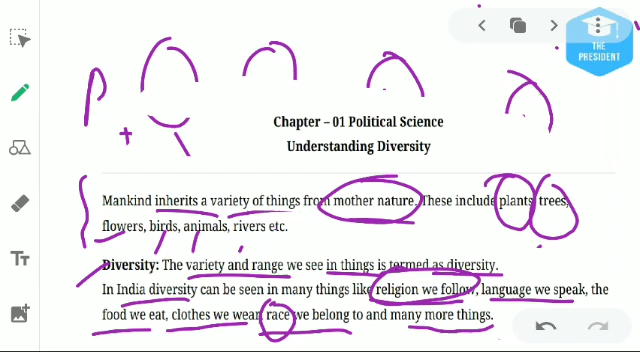 THE
PRESIDENT
P
Chapter – 01 Political Science
Understanding Diversity
Mankind inherits a variety of things from mother nature. These include plants, trees,
flowers, birds, animals, rivers etc.
Diversity: The variety and range we see in things is termed as diversity.
In India diversity can be seen in many things like religion we follow, language we speak, the
food we eat, clothes we wear, race we belong to and many more things.
Tт